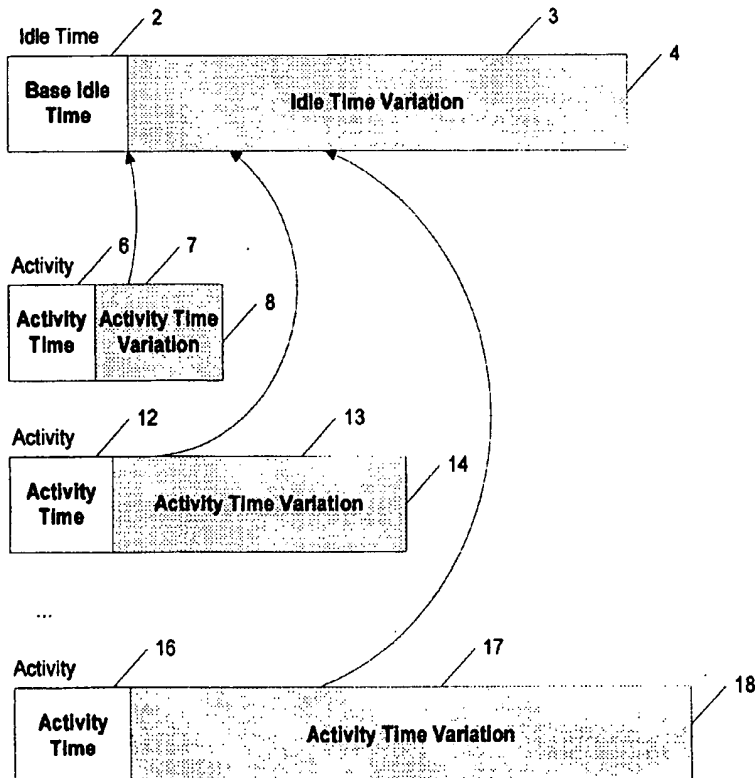 2
3
Idle Time
4
Base Idle
Time
Idle Time Variation
6
7
Activity
8
Activity
Time
Activity Time
Variation
12
13
Activity
14
Activity
Time
Activity Time Variation
...
16
17
Activity
18
Activity
Time
Activity Time Variation